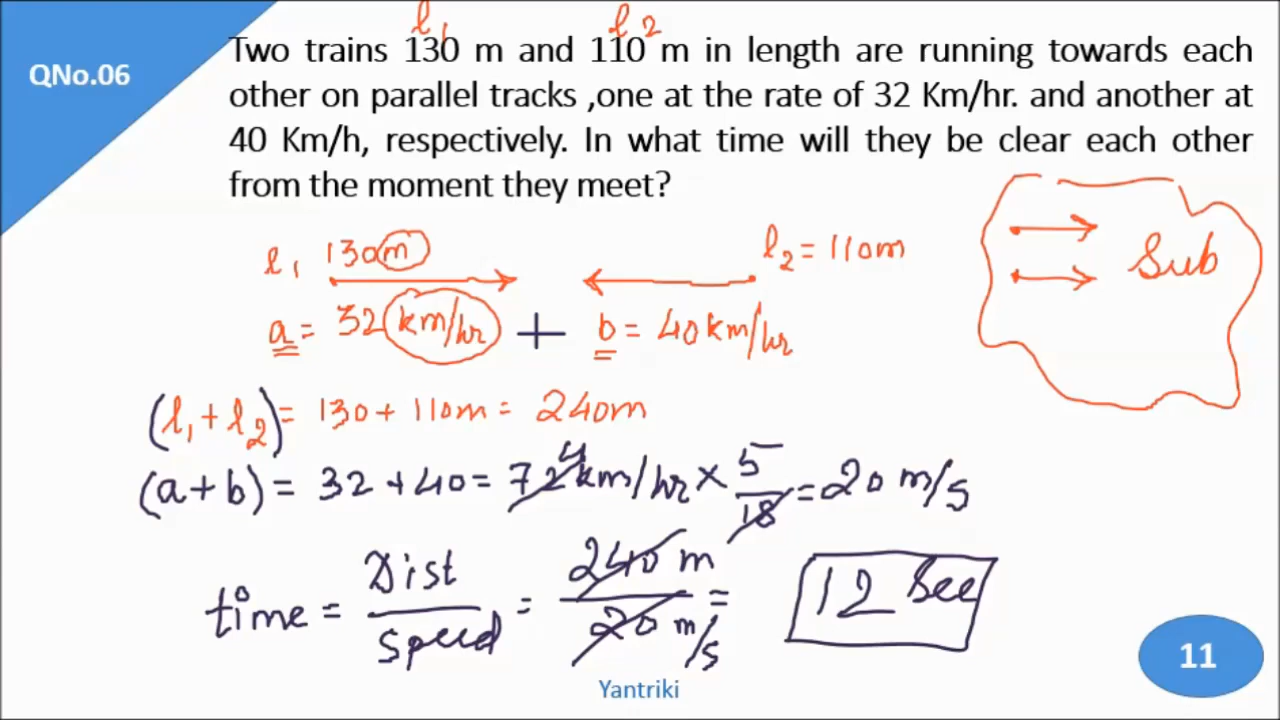 QNo.06
l1 l2
Two trains 130 m and 110 m in length are running towards each
other on parallel tracks ,one at the rate of 32 Km/hr. and another at
40 Km/h, respectively. In what time will they be clear each other
from the moment they meet?
l1 130m l2 = 110m
a = 32 km/hr + b = 40 km/hr
Sub
(l1 + l2) = 130 + 110m = 240m
(a + b) = 32 + 40 = 72 4 km/hr × 5/18 = 20 m/s
time = Dist/Speed = 240 m/20 m/s = 12 Sec
Yantriki
11